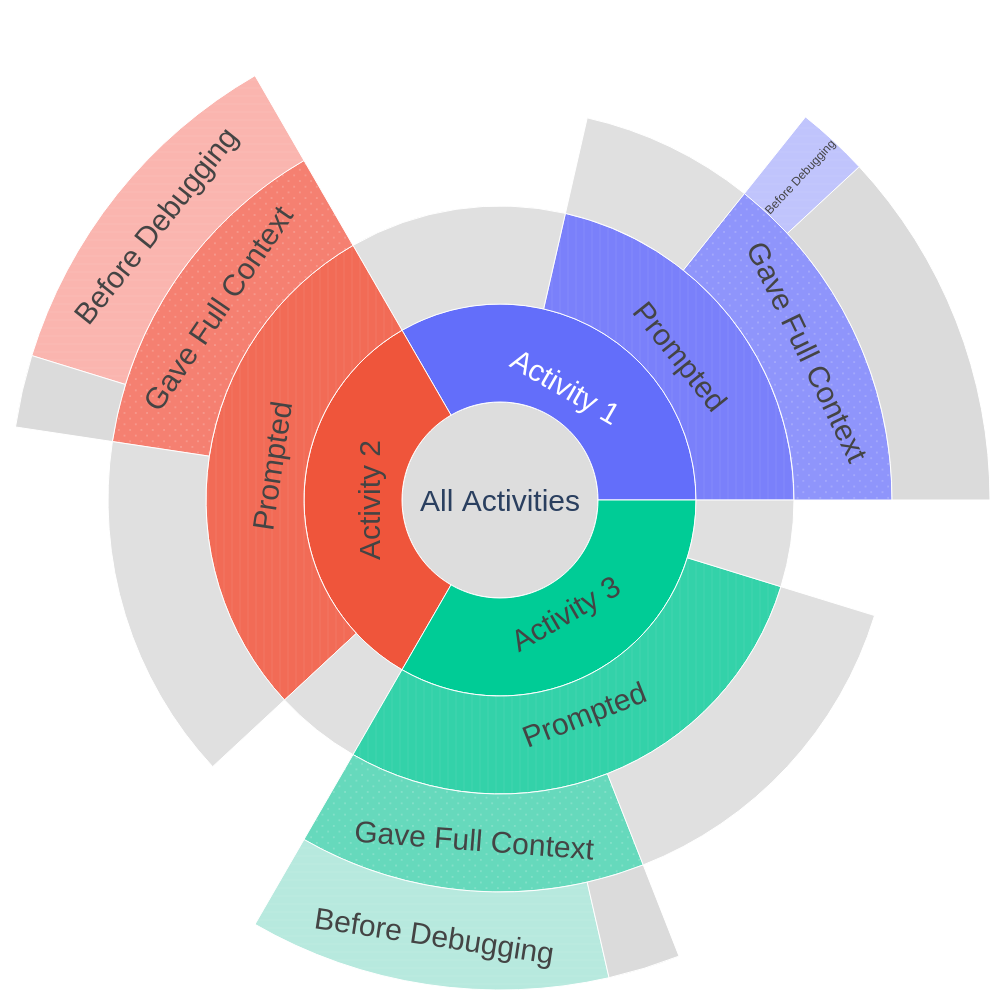 All Activities
Activity 1
Prompted
Gave Full Context
Before Debugging
Activity 2
Prompted
Gave Full Context
Before Debugging
Activity 3
Prompted
Gave Full Context
Before Debugging